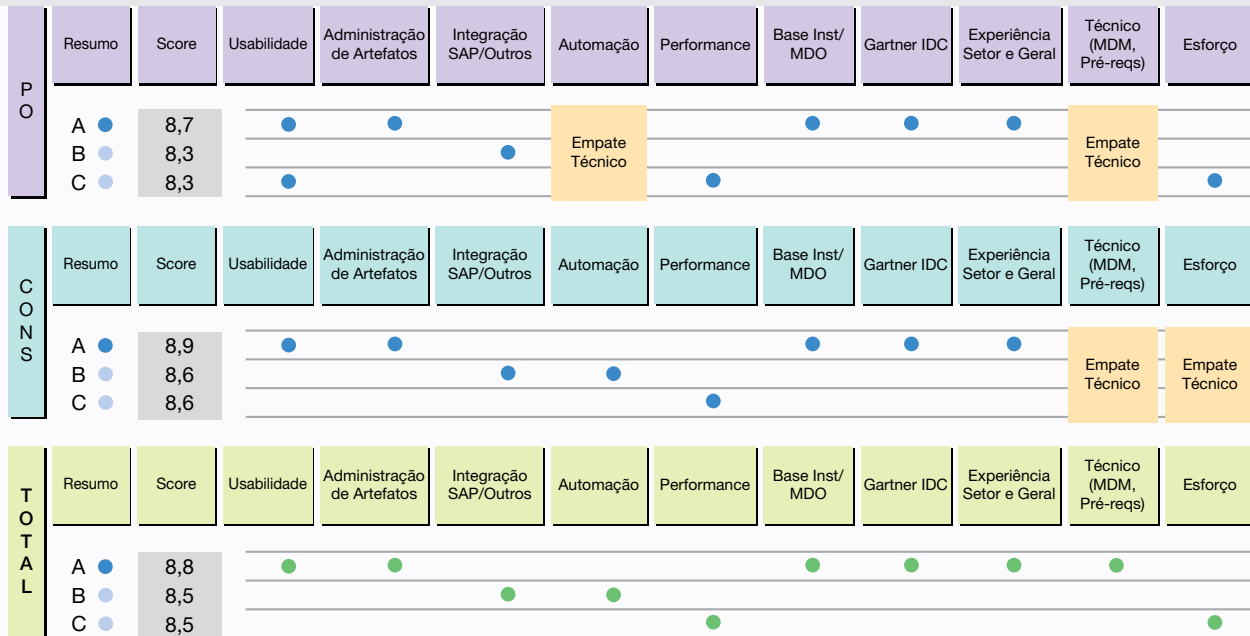 PO
Resumo
Score
Usabilidade
Administração
de Artefatos
Integração
SAP/Outros
Automação
Performance
Base Inst/
MDO
Gartner IDC
Experiência
Setor e Geral
Técnico
(MDM,
Pré-reqs)
Esforço
A 8,7
B 8,3
C 8,3
Empate
Técnico
Empate
Técnico
CONS
Resumo
Score
Usabilidade
Administração
de Artefatos
Integração
SAP/Outros
Automação
Performance
Base Inst/
MDO
Gartner IDC
Experiência
Setor e Geral
Técnico
(MDM,
Pré-reqs)
Esforço
A 8,9
B 8,6
C 8,6
Empate
Técnico
Empate
Técnico
TOTAL
Resumo
Score
Usabilidade
Administração
de Artefatos
Integração
SAP/Outros
Automação
Performance
Base Inst/
MDO
Gartner IDC
Experiência
Setor e Geral
Técnico
(MDM,
Pré-reqs)
Esforço
A 8,8
B 8,5
C 8,5